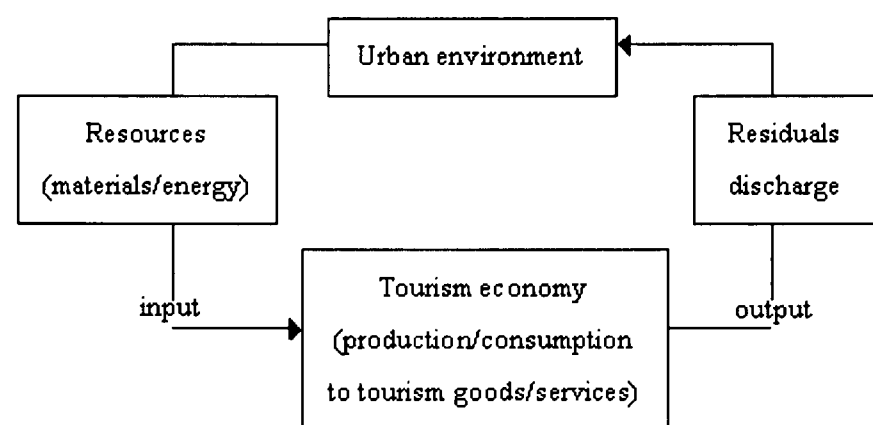 Urban environment
Resources
(materials/energy)
Residuals
discharge
input
Tourism economy
(production/consumption
to tourism goods/services)
output